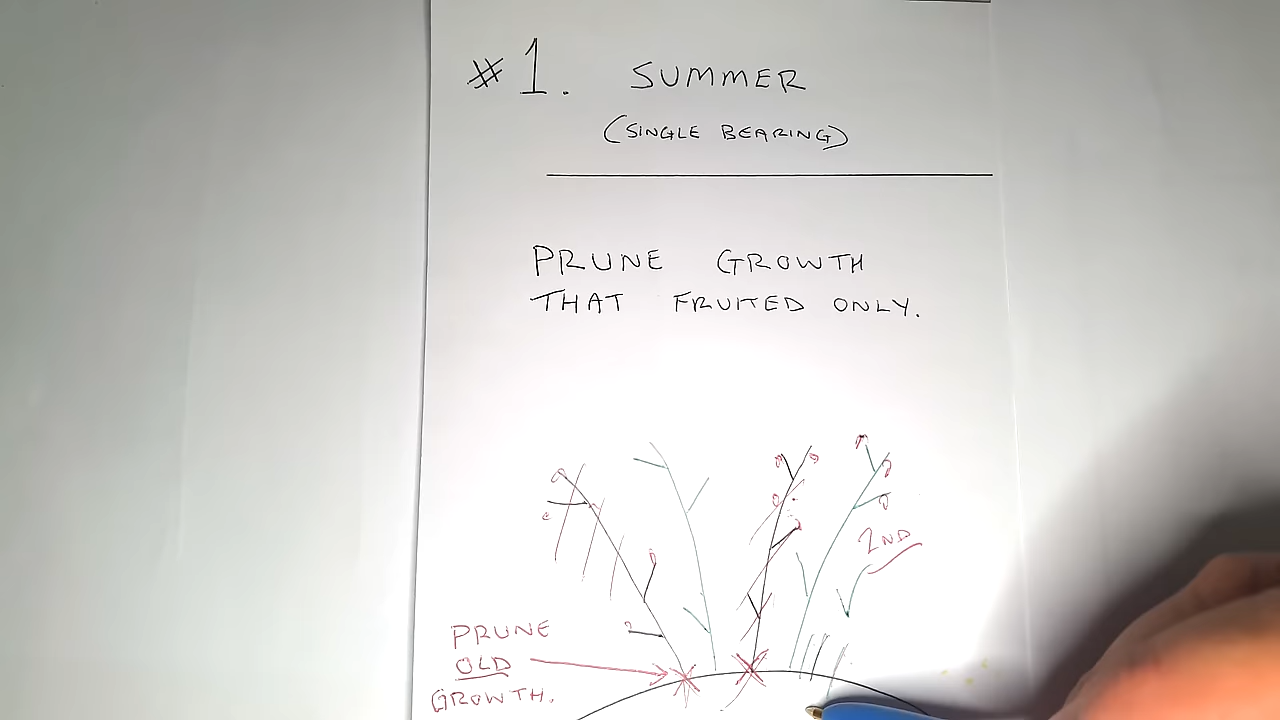 #1. SUMMER
(SINGLE BEARING)
PRUNE GROWTH
THAT FRUITED ONLY.
2ND
PRUNE
OLD
GROWTH.